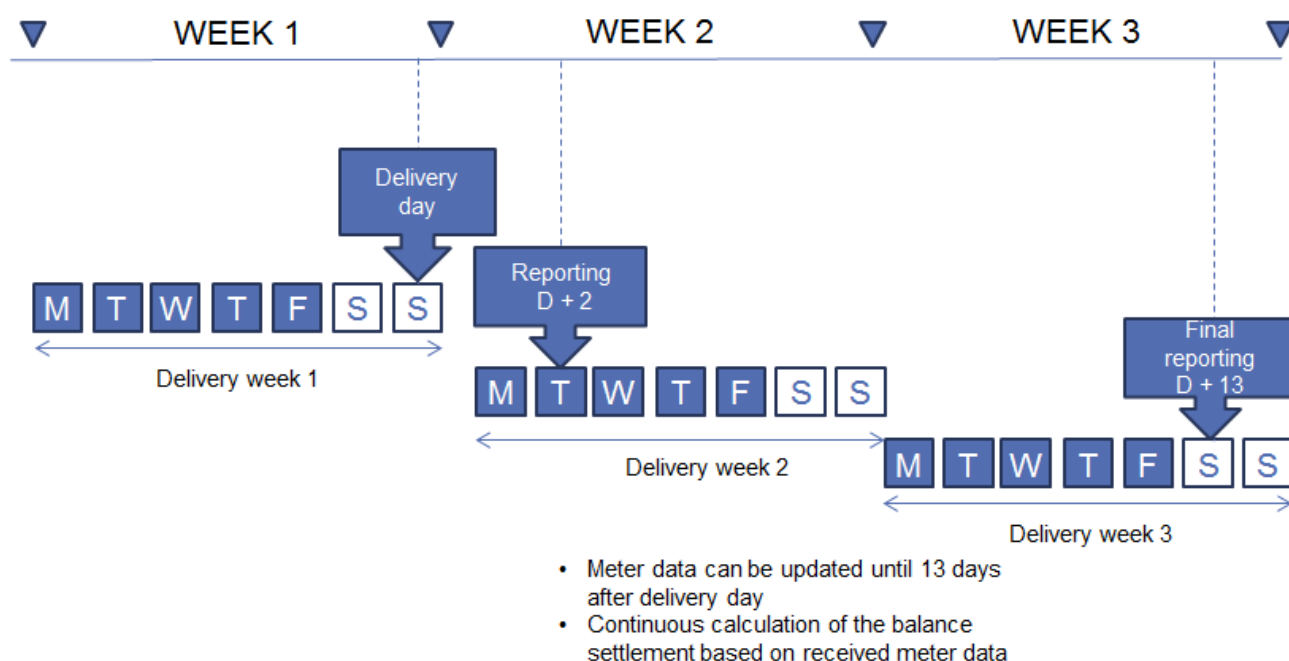 WEEK 1 WEEK 2 WEEK 3
Delivery
day
Reporting
D + 2
M T W T F S S
Final
reporting
D + 13
Delivery week 1
M T W T F S S
Delivery week 2
M T W T F S S
Delivery week 3
• Meter data can be updated until 13 days
after delivery day
• Continuous calculation of the balance
settlement based on received meter data